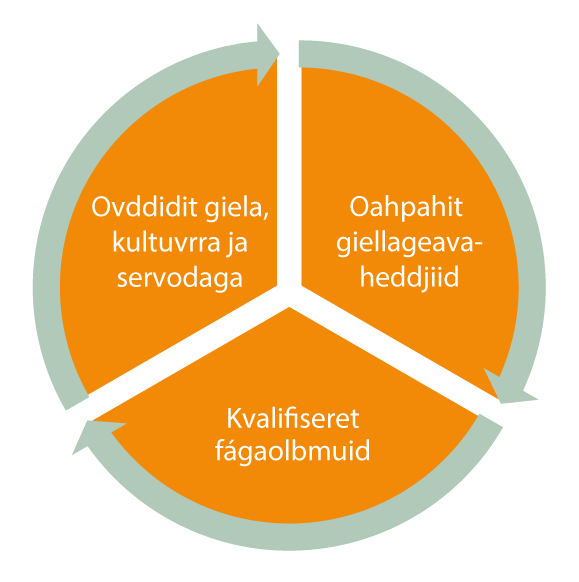 Ovddidit giela,
kultuvrra ja
servodaga
Oahpahit
giellageava-
heddjiid
Kvalifiseret
fágaolbmuid